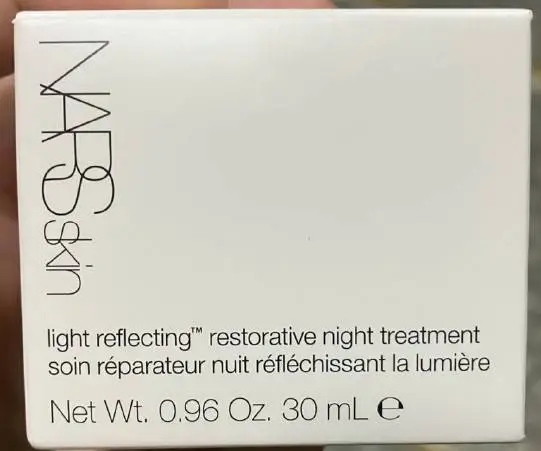 NARS
skin
light reflecting™ restorative night treatment
soin réparateur nuit réfléchissant la lumière
Net Wt. 0.96 Oz. 30 mL ℮